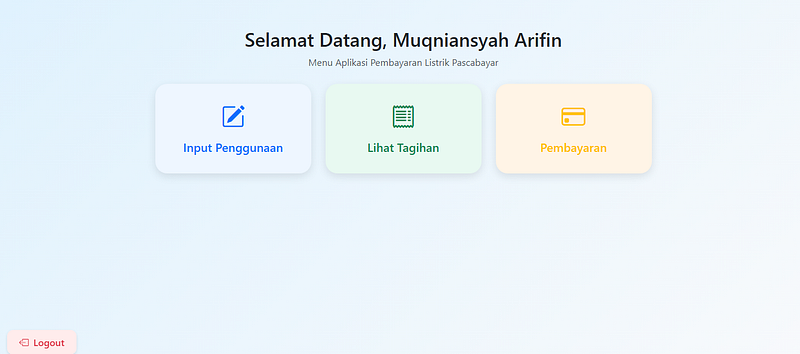 Selamat Datang, Muqniansyah Arifin
Menu Aplikasi Pembayaran Listrik Pascabayar
Input Penggunaan
Lihat Tagihan
Pembayaran
Logout